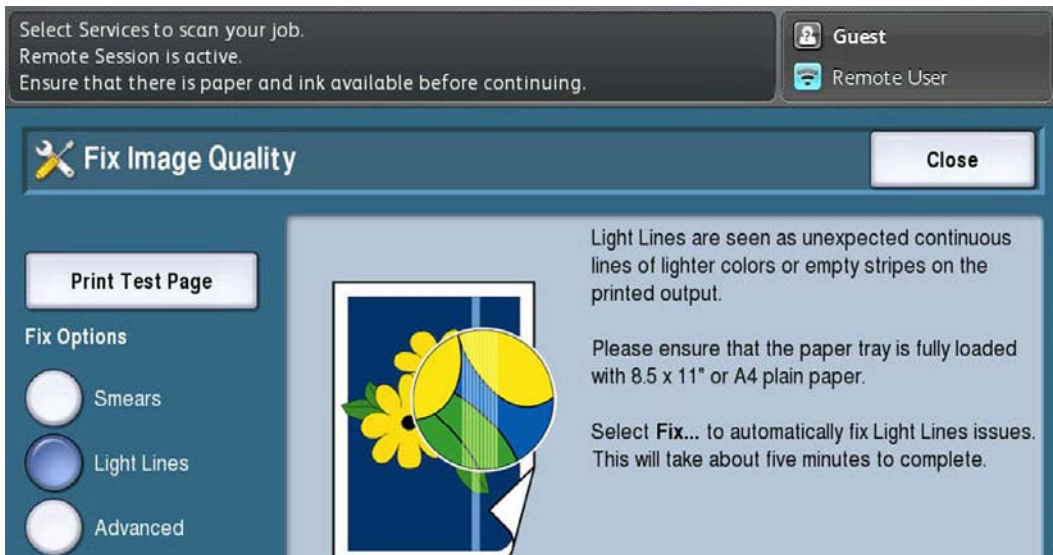 Select Services to scan your job.
Remote Session is active.
Ensure that there is paper and ink available before continuing.
Guest
Remote User
Fix Image Quality
Close
Print Test Page
Fix Options
Smears
Light Lines
Advanced
Light Lines are seen as unexpected continuous
lines of lighter colors or empty stripes on the
printed output.
Please ensure that the paper tray is fully loaded
with 8.5 x 11" or A4 plain paper.
Select Fix... to automatically fix Light Lines issues.
This will take about five minutes to complete.